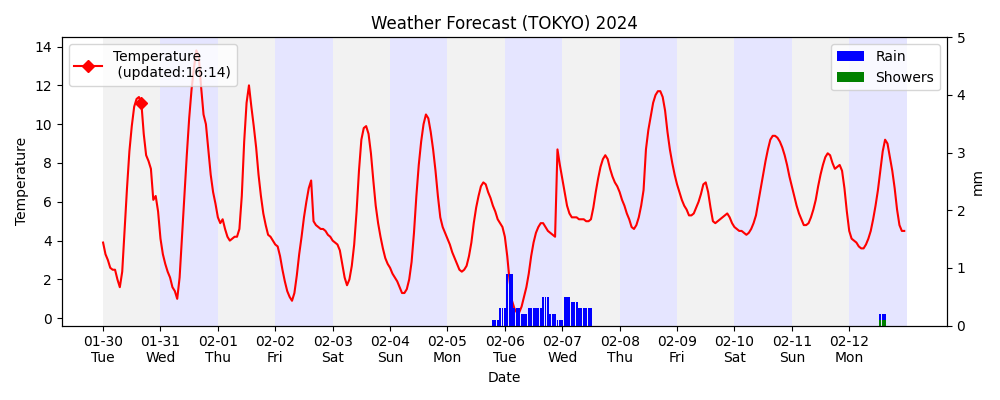 Weather Forecast (TOKYO) 2024
Temperature
(updated:16:14)
Rain
Showers
Temperature
14
12
10
8
6
4
2
0
5
4
3
2
1
0
mm
01-30 01-31 02-01 02-02 02-03 02-04 02-05 02-06 02-07 02-08 02-09 02-10 02-11 02-12
Tue Wed Thu Fri Sat Sun Mon Tue Wed Thu Fri Sat Sun Mon
Date